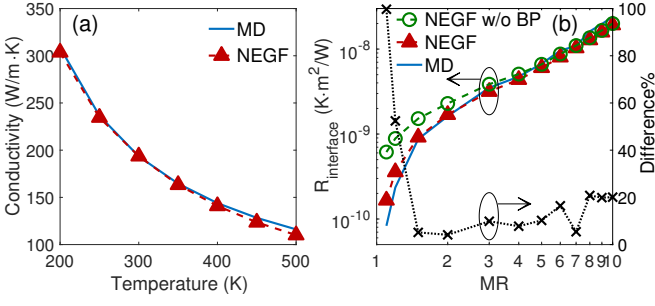 (a)
MD
NEGF
Conductivity (W/m·K)
350
300
250
200
150
100
200
300
400
500
Temperature (K)
(b)
NEGF w/o BP
NEGF
MD
R_interface (K·m²/W)
10⁻⁸
10⁻⁹
10⁻¹⁰
1
2
3
4
5
6
7
8
9
10
MR
100
80
60
40
20
0
Difference%